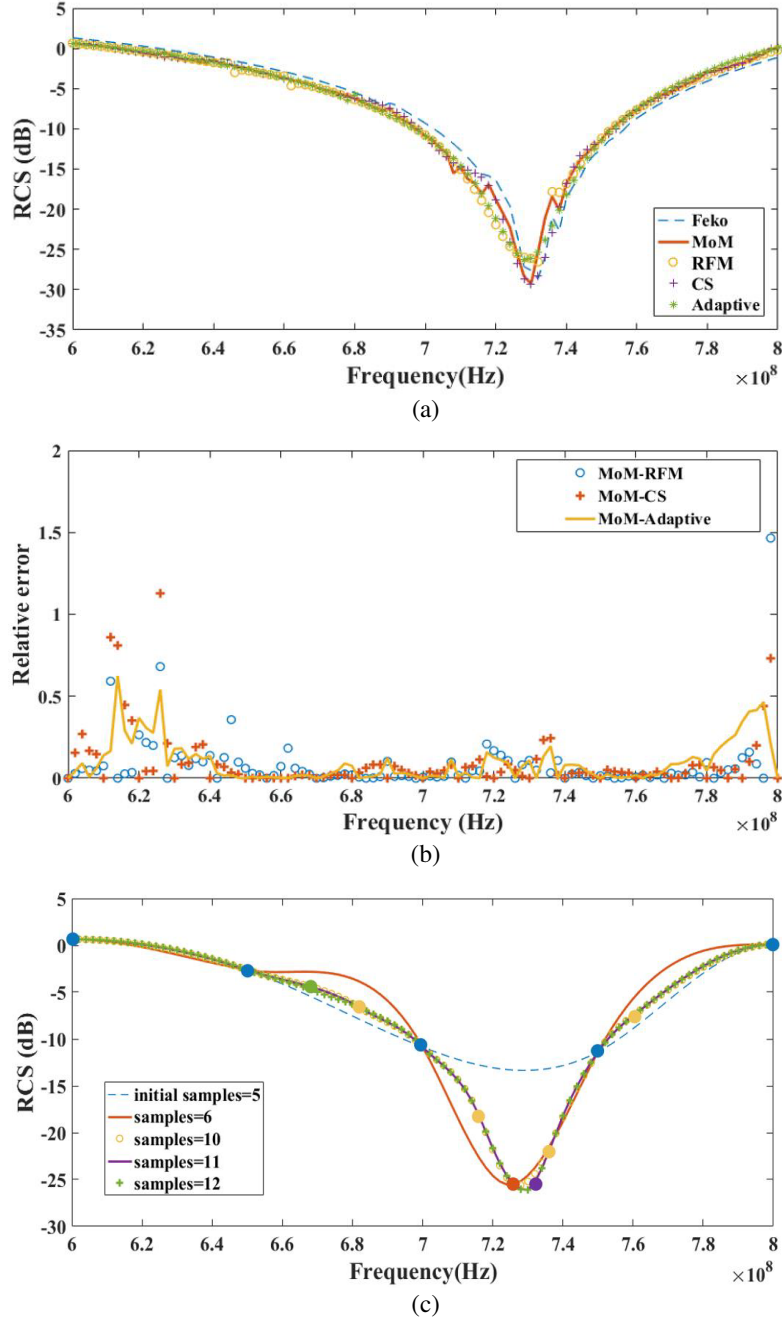 5
0
-5
-10
-15
-20
-25
-30
-35
RCS (dB)
Feko
MoM
RFM
CS
Adaptive
6 6.2 6.4 6.6 6.8 7 7.2 7.4 7.6 7.8 8
Frequency(Hz)
×10⁸
(a)
2
1.5
1
0.5
0
Relative error
MoM-RFM
MoM-CS
MoM-Adaptive
6 6.2 6.4 6.6 6.8 7 7.2 7.4 7.6 7.8 8
Frequency (Hz)
×10⁸
(b)
5
0
-5
-10
-15
-20
-25
-30
RCS (dB)
initial samples=5
samples=6
samples=10
samples=11
samples=12
6 6.2 6.4 6.6 6.8 7 7.2 7.4 7.6 7.8 8
Frequency(Hz)
×10⁸
(c)